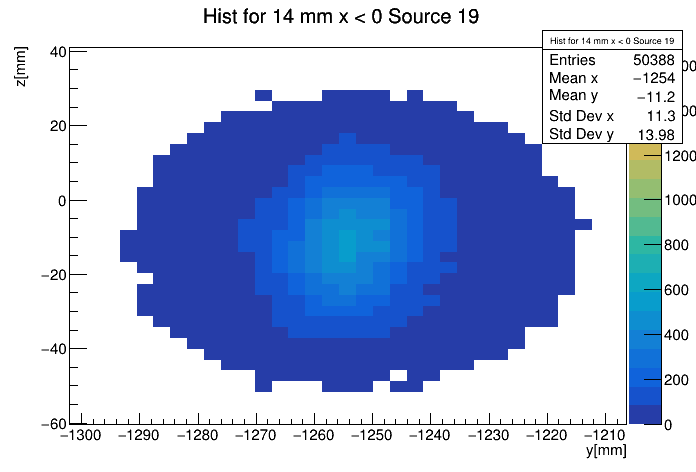 Hist for 14 mm x < 0 Source 19
Hist for 14 mm x < 0 Source 19
Entries 50388
Mean x −1254
Mean y −11.2
Std Dev x 11.3
Std Dev y 13.98
z[mm]
40
20
0
−20
−40
−60
−1300 −1290 −1280 −1270 −1260 −1250 −1240 −1230 −1220 −1210
y[mm]
1200
1000
800
600
400
200
0